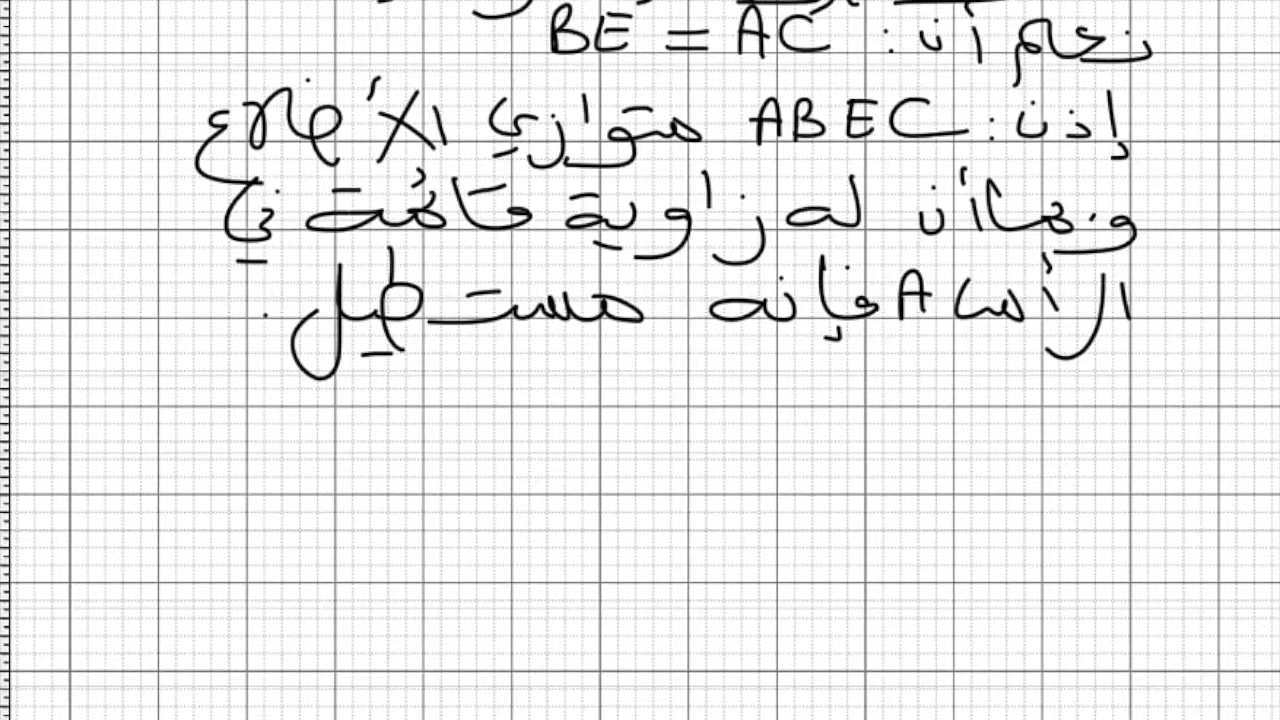 نعلم أن: BE = AC
إذن: ABEC متوازي الأضلاع
وبما أن له زاوية قائمة في
الرأس A فإنه مستطيل.